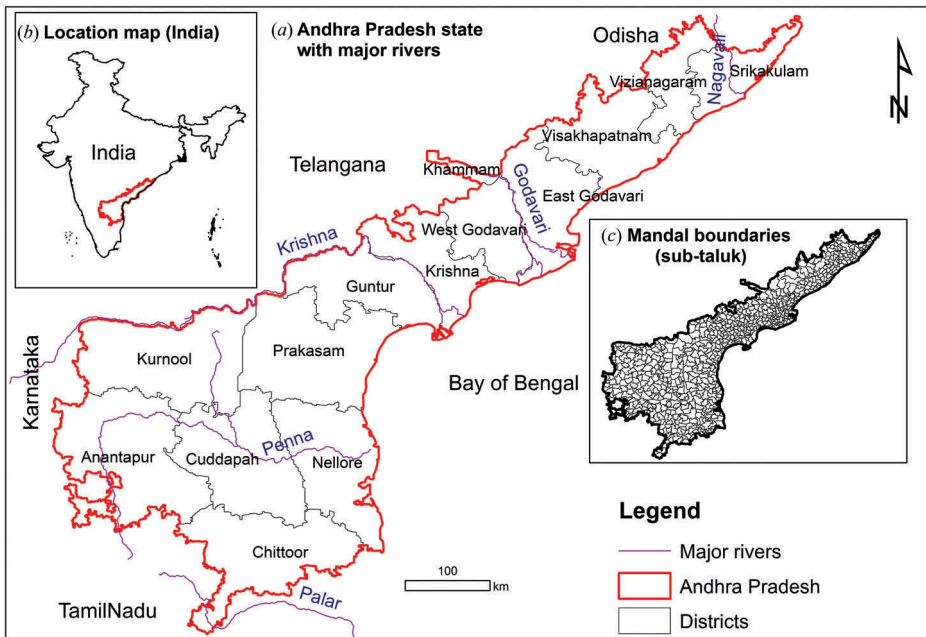 (b) Location map (India)
India
(a) Andhra Pradesh state
with major rivers
Odisha
Nagavali
Srikakulam
Vizianagaram
N
Visakhapatnam
Telangana
Khammam
Godavari
East Godavari
West Godavari
Krishna
Krishna
Guntur
(c) Mandal boundaries
(sub-taluk)
Prakasam
Kurnool
Karnataka
Bay of Bengal
Penna
Anantapur
Cuddapah
Nellore
Chittoor
100
km
Palar
TamilNadu
Legend
Major rivers
Andhra Pradesh
Districts